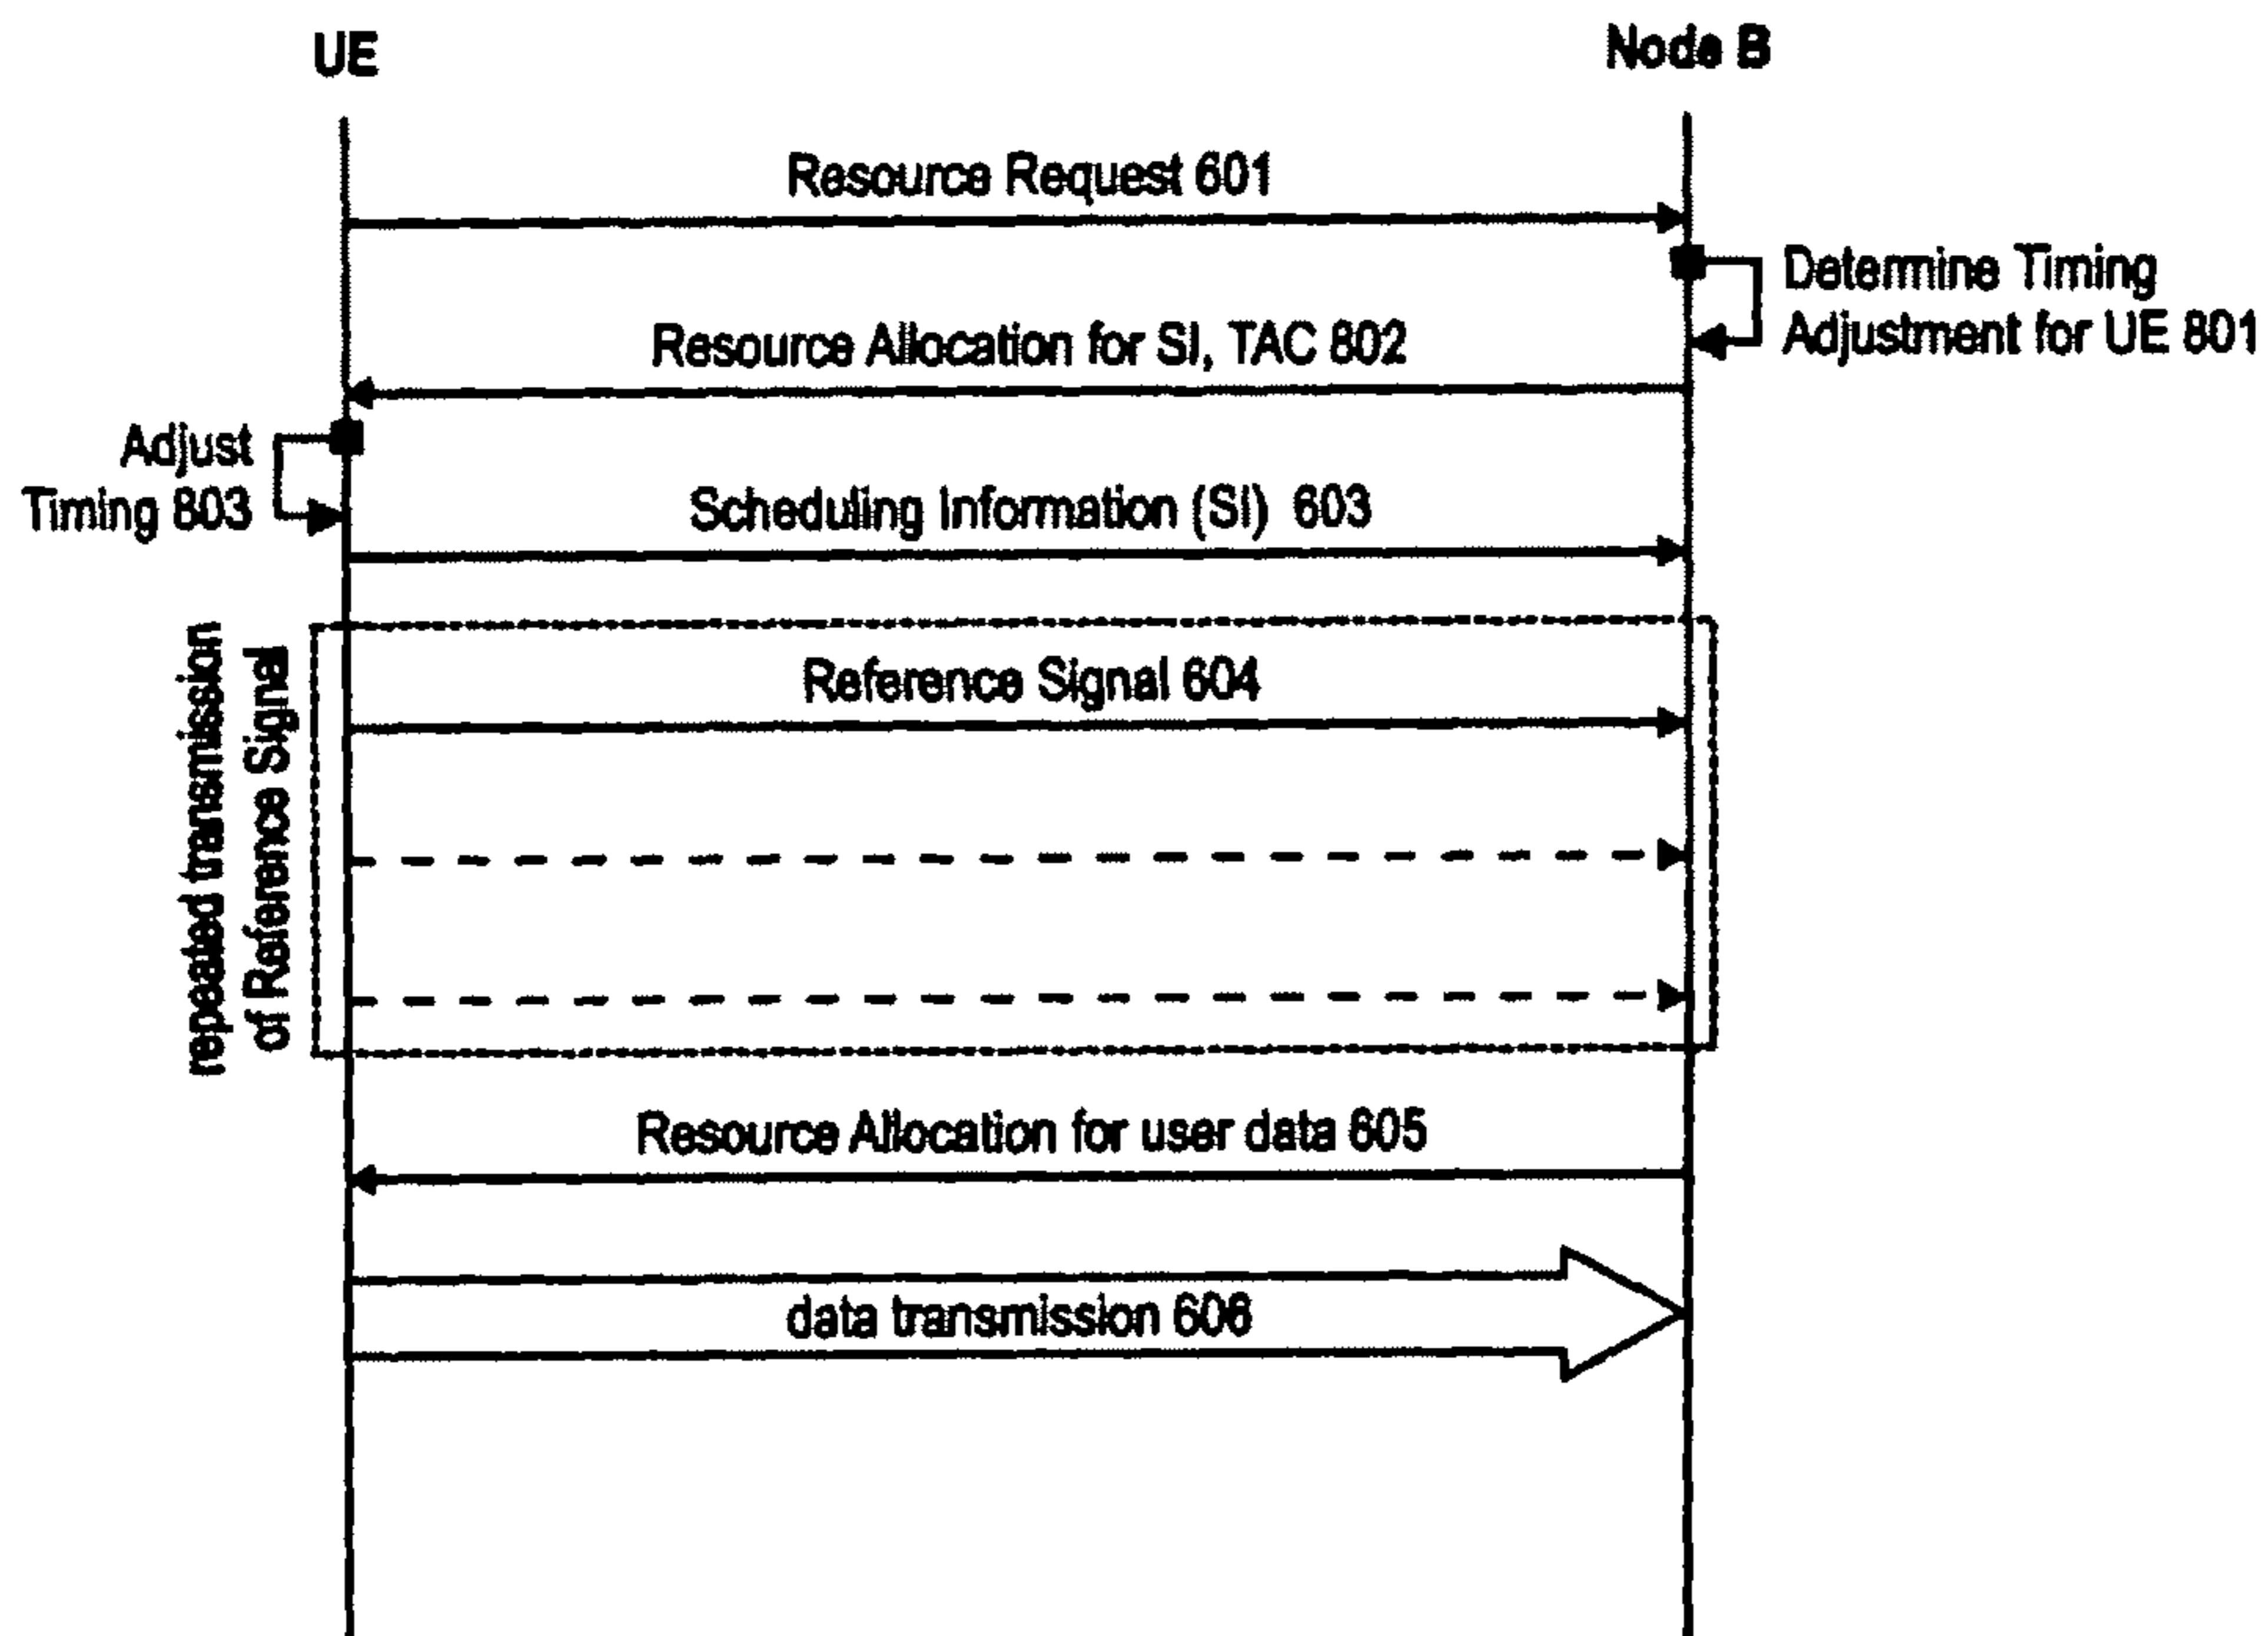 UE
Node B
Resource Request 601
Determine Timing
Adjustment for UE 801
Resource Allocation for SI, TAC 802
Adjust
Timing 803
Scheduling Information (SI) 603
repeated transmission
of Reference Signal
Reference Signal 604
Resource Allocation for user data 605
data transmission 606